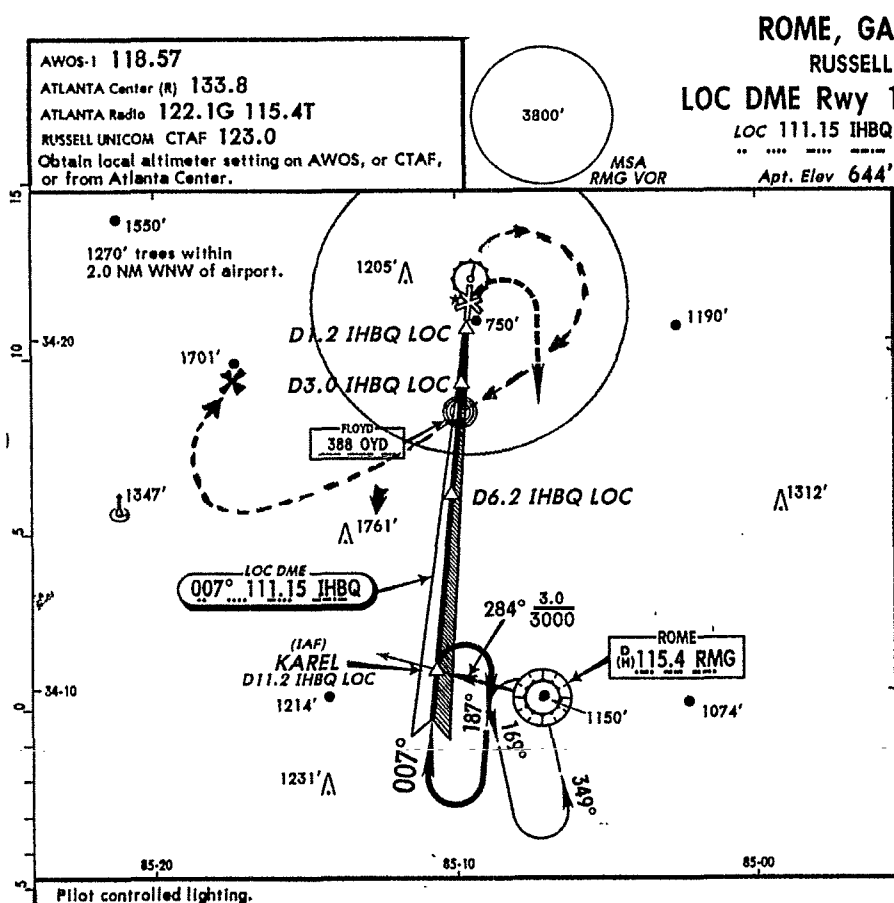 ROME, GA
RUSSELL
LOC DME Rwy 1
LOC 111.15 IHBQ
Apt. Elev 644'
AWOS-1 118.57
ATLANTA Center (R) 133.8
ATLANTA Radio 122.1G 115.4T
RUSSELL UNICOM CTAF 123.0
Obtain local altimeter setting on AWOS, or CTAF,
or from Atlanta Center.
3800'
MSA
RMG VOR
15
1550'
1270' trees within
2.0 NM WNW of airport.
1205'
750'
1190'
D1.2 IHBQ LOC
34-20
10
1701'
D3.0 IHBQ LOC
FLOYD
388 OYD
1347'
D6.2 IHBQ LOC
1312'
1761'
5
LOC DME
007° 111.15 IHBQ
284° 3.0
3000
(IAF)
KAREL
D11.2 IHBQ LOC
ROME
D
(H) 115.4 RMG
34-10
0
1214'
1150'
1074'
187°
169°
007°
349°
1231'
85-20
85-10
85-00
5
Pilot controlled lighting.